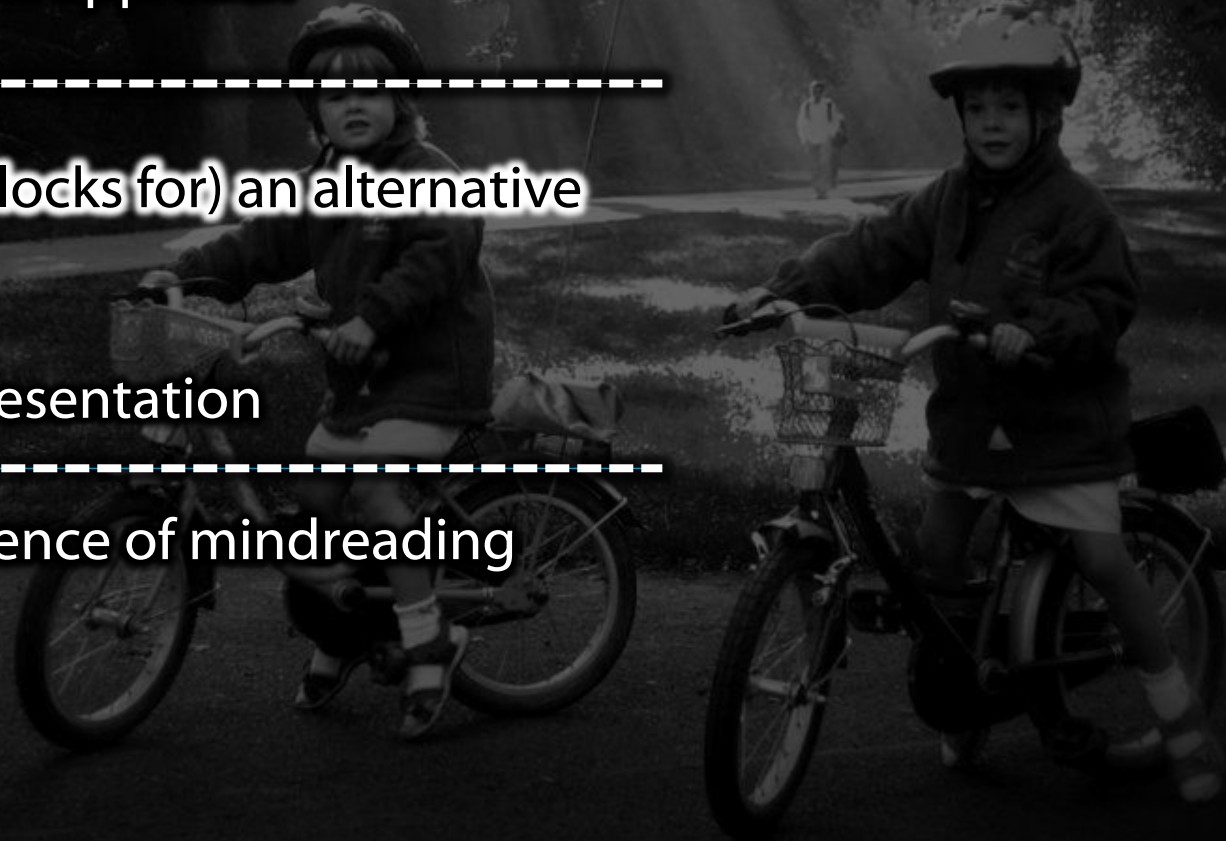 locks for) an alternative
esentation
ence of mindreading